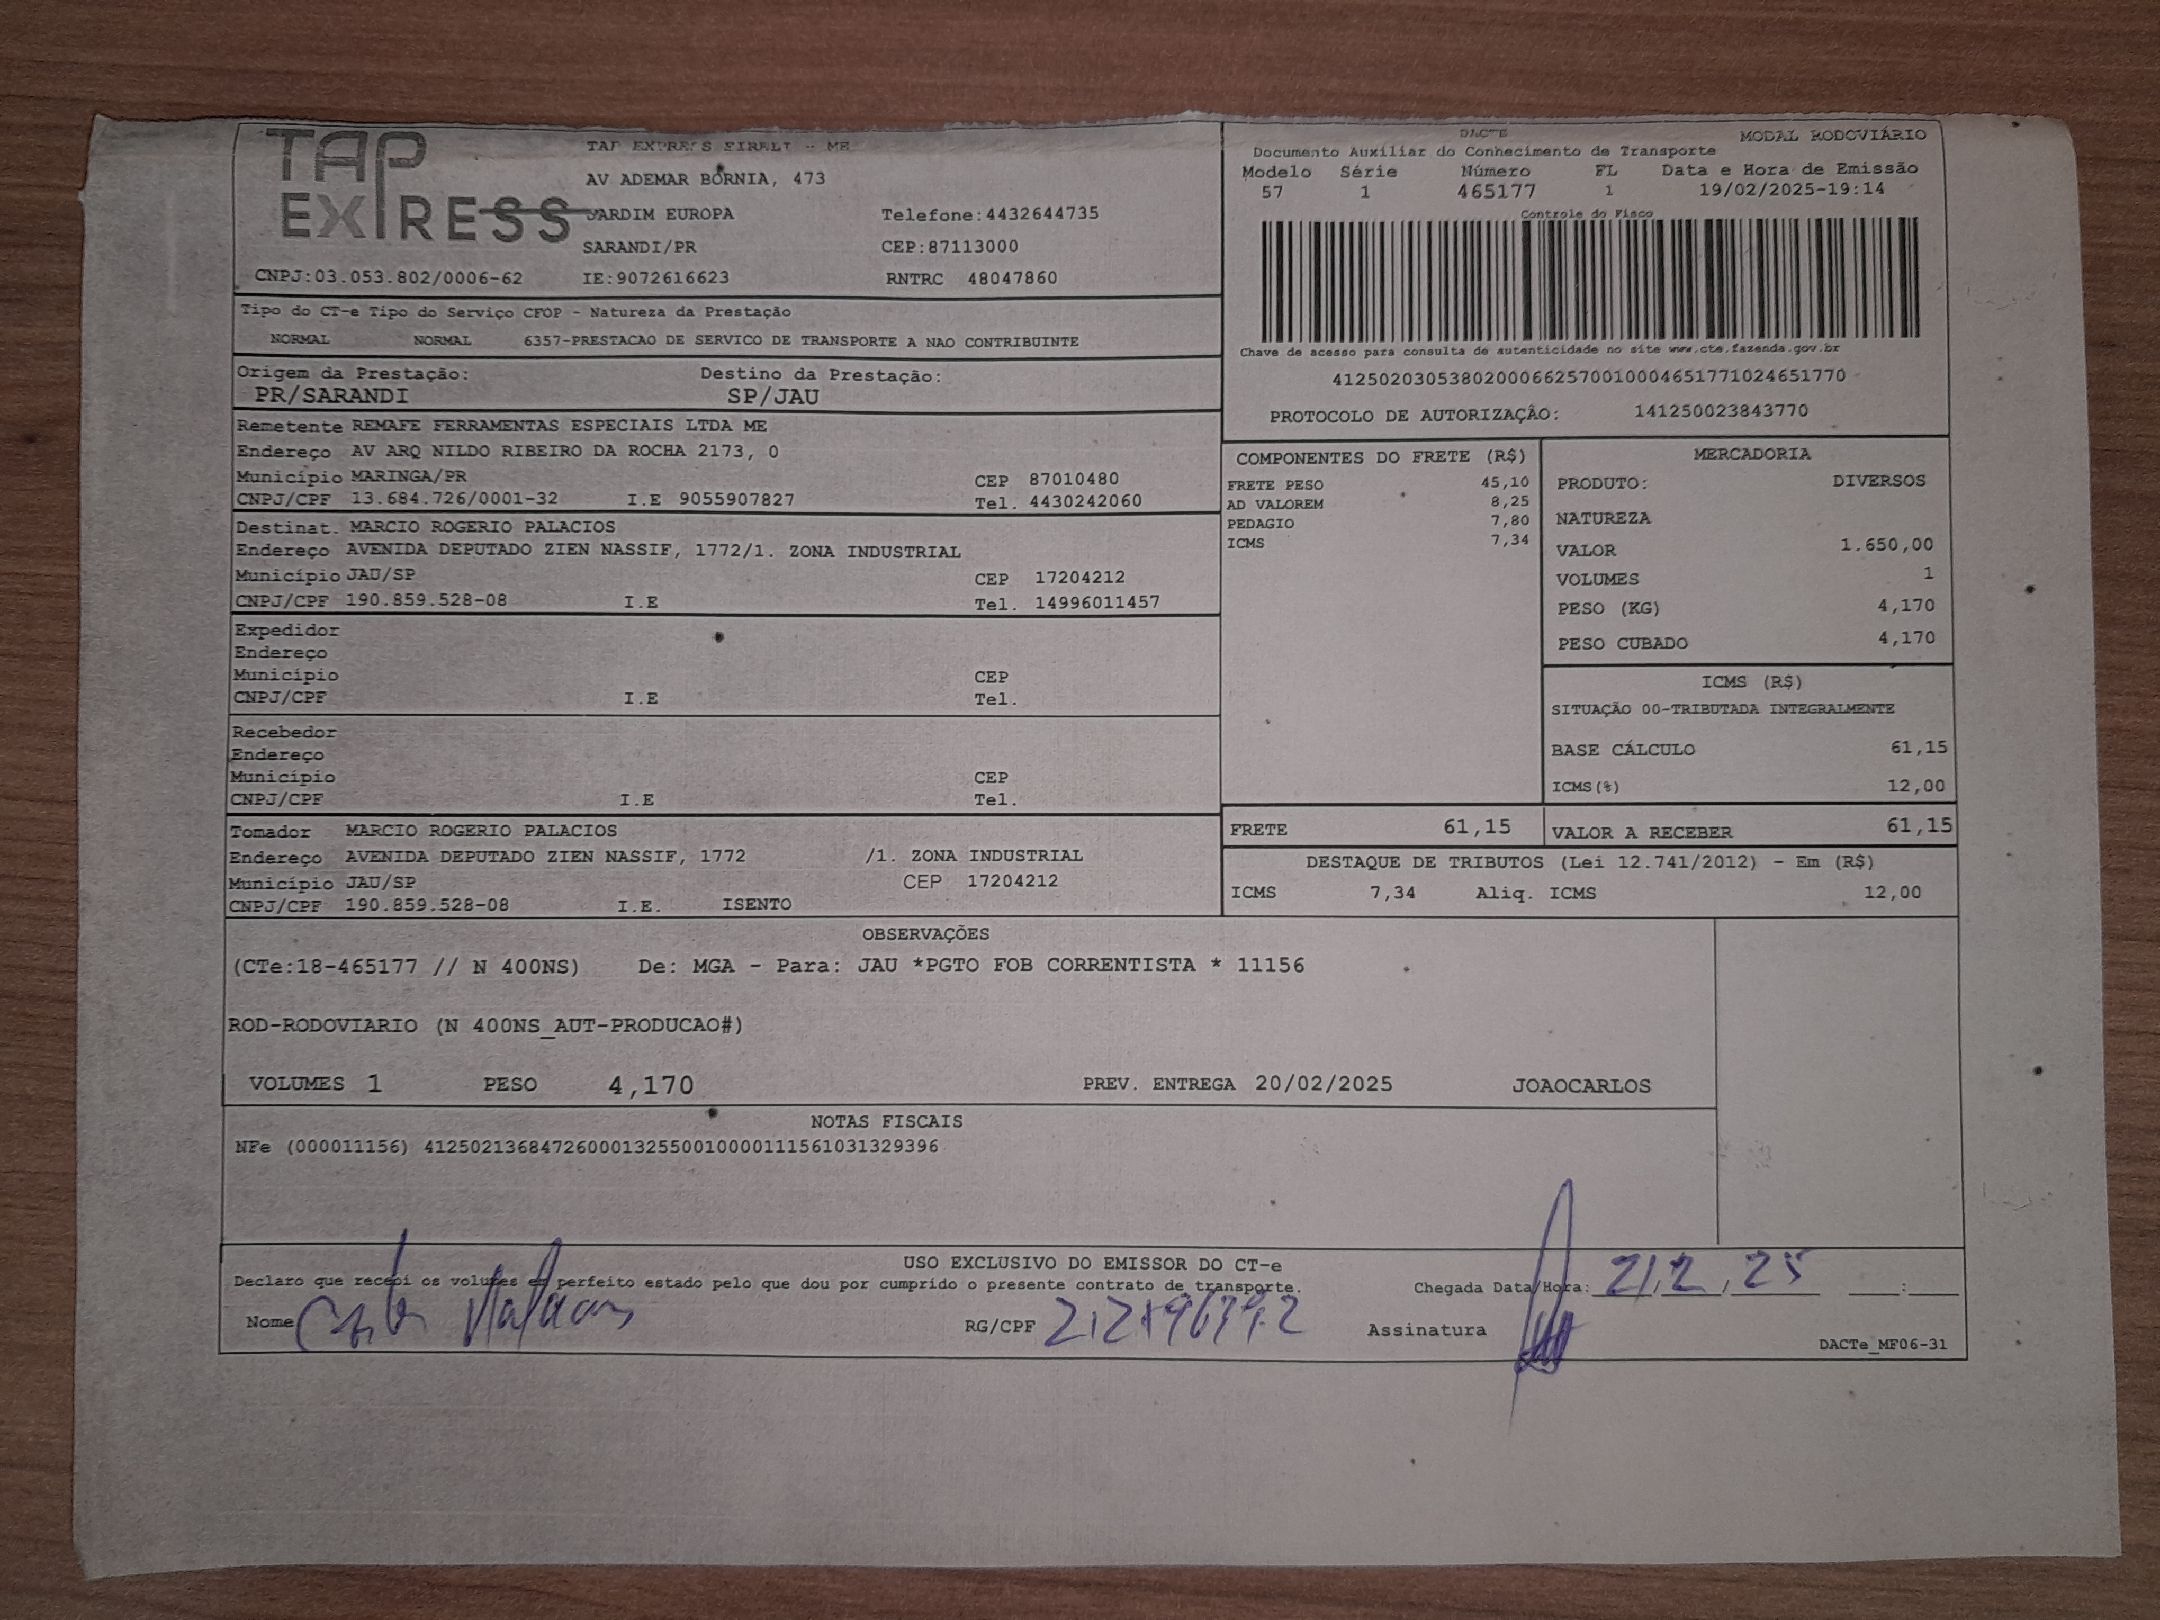 TAP
EXPRESS
TAP EXPRESS EIRELI - ME
AV ADEMAR BORNIA, 473
JARDIM EUROPA Telefone:4432644735
SARANDI/PR CEP:87113000
CNPJ:03.053.802/0006-62 IE:9072616623 RNTRC 48047860
DACTE MODAL RODOVIÁRIO
Documento Auxiliar do Conhecimento de Transporte
Modelo Série Número FL Data e Hora de Emissão
57 1 465177 1 19/02/2025-19:14
Controle do Fisco
Chave de acesso para consulta de autenticidade no site www.cte.fazenda.gov.br
41250203053802000662570010004651771024651770
PROTOCOLO DE AUTORIZAÇÃO: 141250023843770
Tipo do CT-e Tipo do Serviço CFOP - Natureza da Prestação
NORMAL NORMAL 6357-PRESTACAO DE SERVICO DE TRANSPORTE A NAO CONTRIBUINTE
Origem da Prestação: Destino da Prestação:
PR/SARANDI SP/JAU
Remetente REMAFE FERRAMENTAS ESPECIAIS LTDA ME
Endereço AV ARQ NILDO RIBEIRO DA ROCHA 2173, 0
Município MARINGA/PR CEP 87010480
CNPJ/CPF 13.684.726/0001-32 I.E 9055907827 Tel. 4430242060
Destinat. MARCIO ROGERIO PALACIOS
Endereço AVENIDA DEPUTADO ZIEN NASSIF, 1772/1. ZONA INDUSTRIAL
Município JAU/SP CEP 17204212
CNPJ/CPF 190.859.528-08 I.E Tel. 14996011457
Expedidor
Endereço
Município CEP
CNPJ/CPF I.E Tel.
Recebedor
Endereço
Município CEP
CNPJ/CPF I.E Tel.
Tomador MARCIO ROGERIO PALACIOS
Endereço AVENIDA DEPUTADO ZIEN NASSIF, 1772 /1. ZONA INDUSTRIAL
Município JAU/SP CEP 17204212
CNPJ/CPF 190.859.528-08 I.E. ISENTO
COMPONENTES DO FRETE (R$)
FRETE PESO 45,10
AD VALOREM 8,25
PEDAGIO 7,80
ICMS 7,34
MERCADORIA
PRODUTO: DIVERSOS
NATUREZA
VALOR 1.650,00
VOLUMES 1
PESO (KG) 4,170
PESO CUBADO 4,170
ICMS (R$)
SITUAÇÃO 00-TRIBUTADA INTEGRALMENTE
BASE CÁLCULO 61,15
ICMS(%) 12,00
FRETE 61,15 VALOR A RECEBER 61,15
DESTAQUE DE TRIBUTOS (Lei 12.741/2012) - Em (R$)
ICMS 7,34 Aliq. ICMS 12,00
OBSERVAÇÕES
(CTe:18-465177 // N 400NS) De: MGA - Para: JAU *PGTO FOB CORRENTISTA * 11156
ROD-RODOVIARIO (N 400NS_AUT-PRODUCAO#)
VOLUMES 1 PESO 4,170 PREV. ENTREGA 20/02/2025 JOAOCARLOS
NOTAS FISCAIS
NFe (000011156) 41250213684726000132550010000111561031329396
USO EXCLUSIVO DO EMISSOR DO CT-e
Declaro que recebi os volumes em perfeito estado pelo que dou por cumprido o presente contrato de transporte. Chegada Data/Hora: 21/2/25 :
Nome RG/CPF Assinatura
DACTe_MF06-31